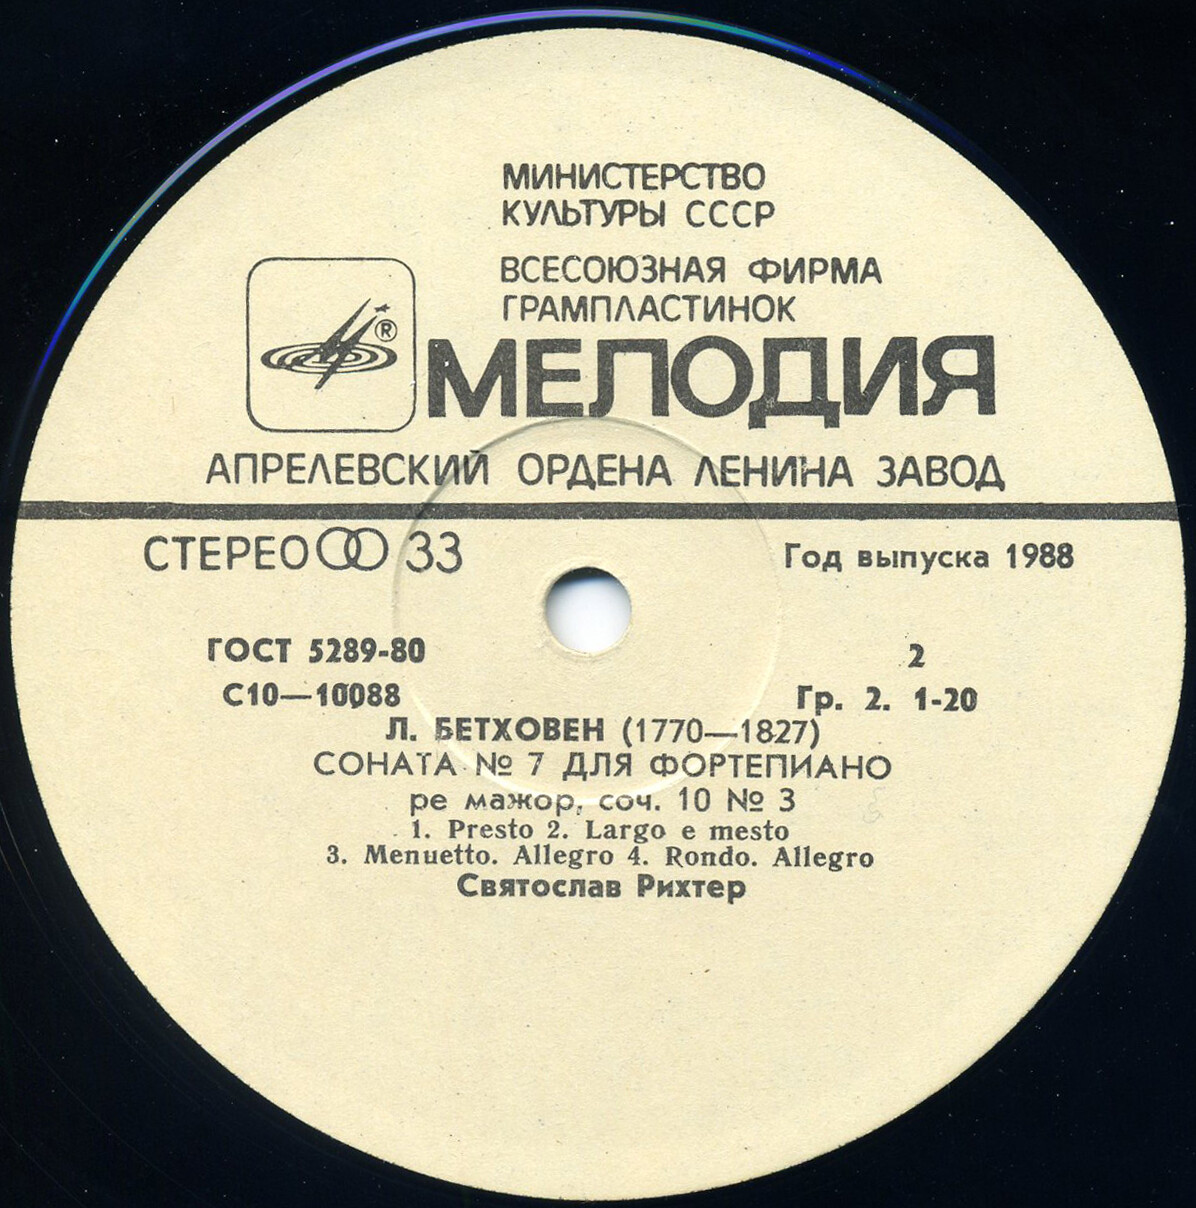 МИНИСТЕРСТВО
КУЛЬТУРЫ СССР
ВСЕСОЮЗНАЯ ФИРМА
ГРАМПЛАСТИНОК
®
МЕЛОДИЯ
АПРЕЛЕВСКИЙ ОРДЕНА ЛЕНИНА ЗАВОД
СТЕРЕО 33
Год выпуска 1988
ГОСТ 5289-80
2
С10—10088
Гр. 2. 1-20
Л. БЕТХОВЕН (1770—1827)
СОНАТА № 7 ДЛЯ ФОРТЕПИАНО
ре мажор, соч. 10 № 3
1. Presto 2. Largo e mesto
3. Menuetto. Allegro 4. Rondo. Allegro
Святослав Рихтер